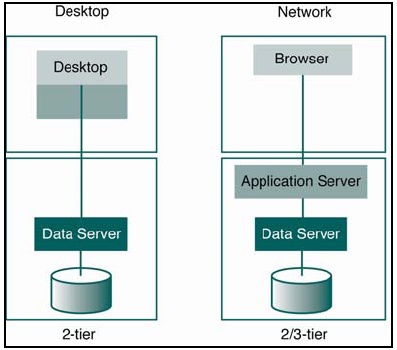 Desktop
Network
Desktop
Browser
Application Server
Data Server
Data Server
2-tier
2/3-tier